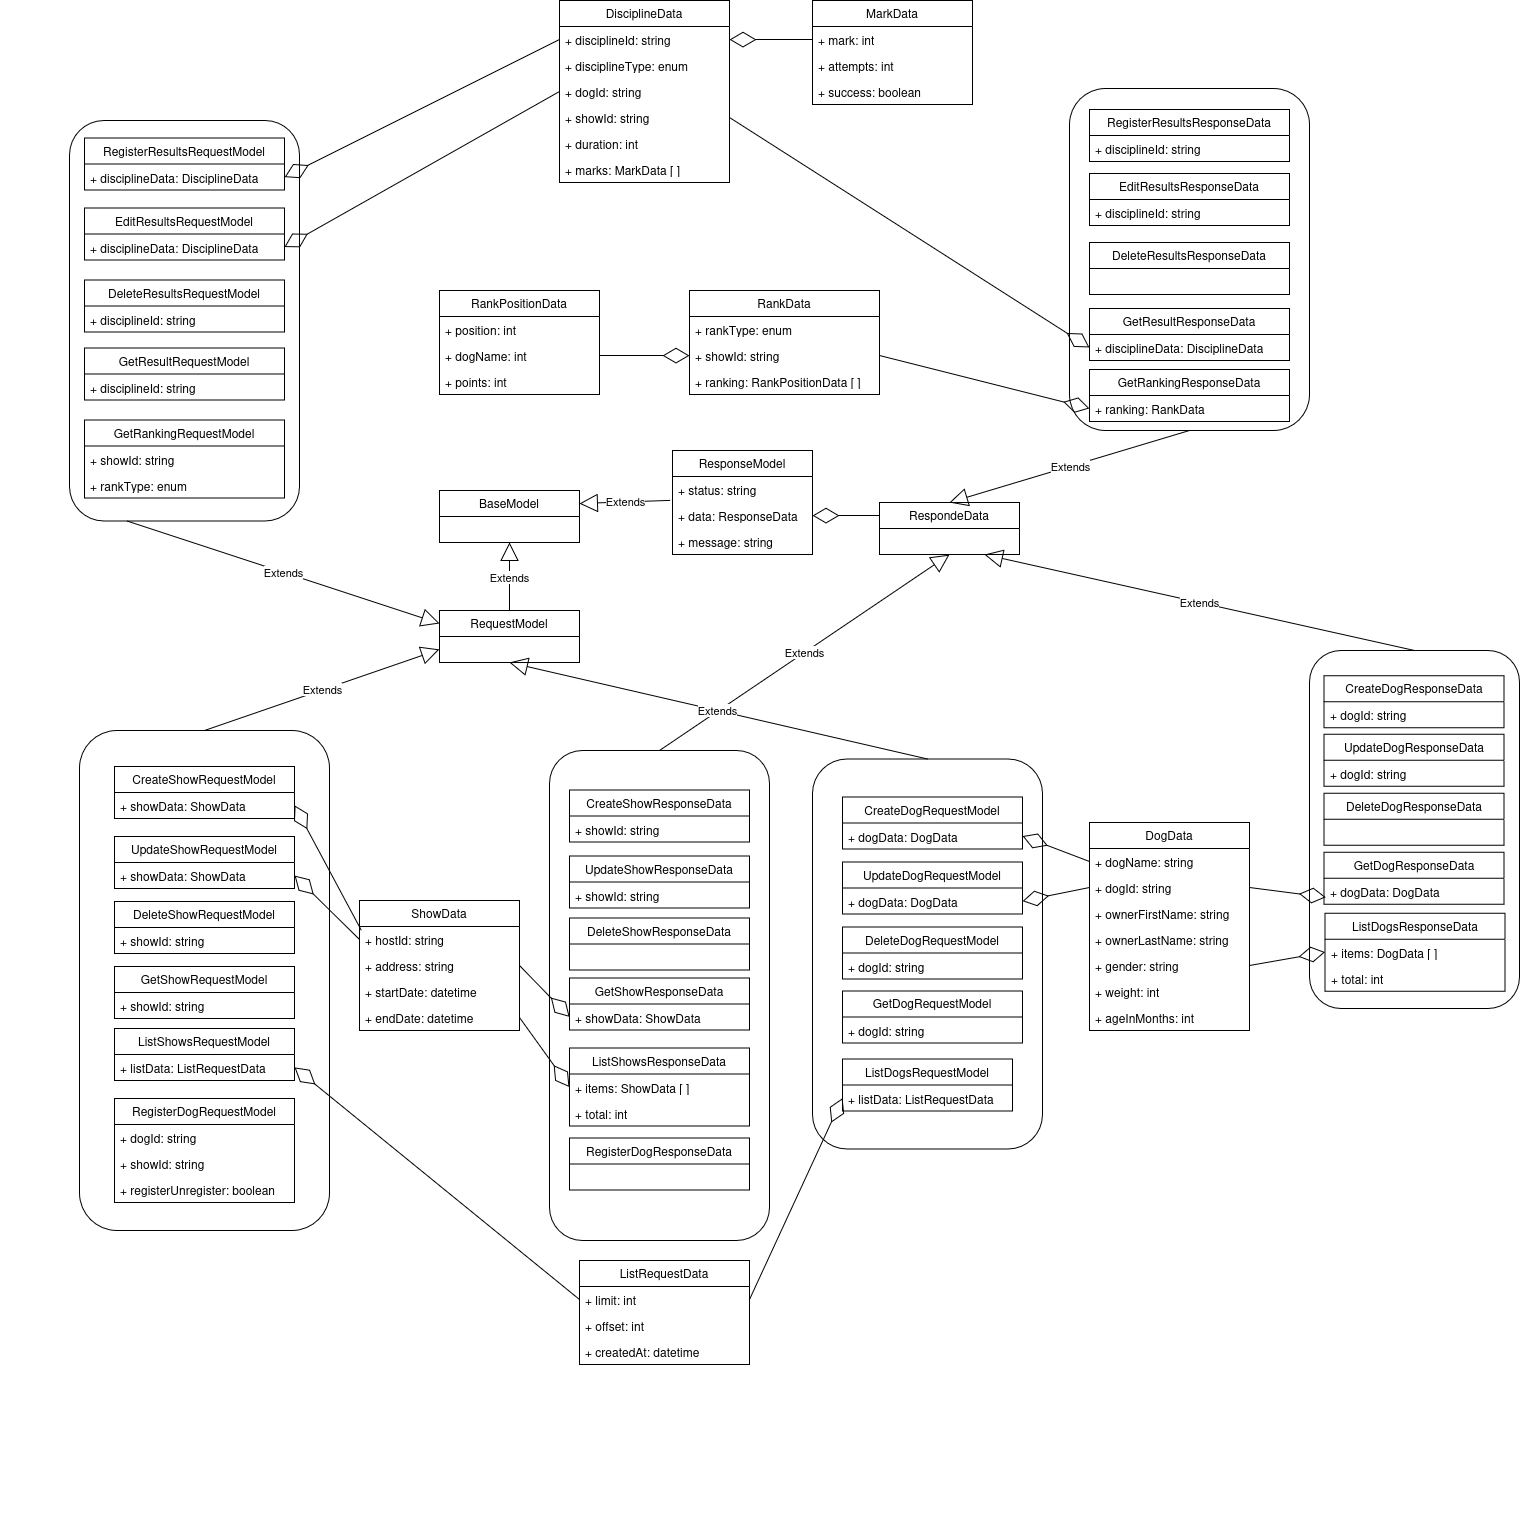 DisciplineData
+ disciplineId: string
+ disciplineType: enum
+ dogId: string
+ showId: string
+ duration: int
+ marks: MarkData [ ]
MarkData
+ mark: int
+ attempts: int
+ success: boolean
RegisterResultsRequestModel
+ disciplineData: DisciplineData
EditResultsRequestModel
+ disciplineData: DisciplineData
DeleteResultsRequestModel
+ disciplineId: string
GetResultRequestModel
+ disciplineId: string
GetRankingRequestModel
+ showId: string
+ rankType: enum
RegisterResultsResponseData
+ disciplineId: string
EditResultsResponseData
+ disciplineId: string
DeleteResultsResponseData
GetResultResponseData
+ disciplineData: DisciplineData
GetRankingResponseData
+ ranking: RankData
RankPositionData
+ position: int
+ dogName: int
+ points: int
RankData
+ rankType: enum
+ showId: string
+ ranking: RankPositionData [ ]
ResponseModel
+ status: string
+ data: ResponseData
+ message: string
BaseModel
Extends
RespondeData
Extends
Extends
Extends
RequestModel
Extends
Extends
Extends
Extends
CreateShowRequestModel
+ showData: ShowData
UpdateShowRequestModel
+ showData: ShowData
DeleteShowRequestModel
+ showId: string
GetShowRequestModel
+ showId: string
ListShowsRequestModel
+ listData: ListRequestData
RegisterDogRequestModel
+ dogId: string
+ showId: string
+ registerUnregister: boolean
ShowData
+ hostId: string
+ address: string
+ startDate: datetime
+ endDate: datetime
CreateShowResponseData
+ showId: string
UpdateShowResponseData
+ showId: string
DeleteShowResponseData
GetShowResponseData
+ showData: ShowData
ListShowsResponseData
+ items: ShowData [ ]
+ total: int
RegisterDogResponseData
CreateDogRequestModel
+ dogData: DogData
UpdateDogRequestModel
+ dogData: DogData
DeleteDogRequestModel
+ dogId: string
GetDogRequestModel
+ dogId: string
ListDogsRequestModel
+ listData: ListRequestData
DogData
+ dogName: string
+ dogId: string
+ ownerFirstName: string
+ ownerLastName: string
+ gender: string
+ weight: int
+ ageInMonths: int
CreateDogResponseData
+ dogId: string
UpdateDogResponseData
+ dogId: string
DeleteDogResponseData
GetDogResponseData
+ dogData: DogData
ListDogsResponseData
+ items: DogData [ ]
+ total: int
ListRequestData
+ limit: int
+ offset: int
+ createdAt: datetime